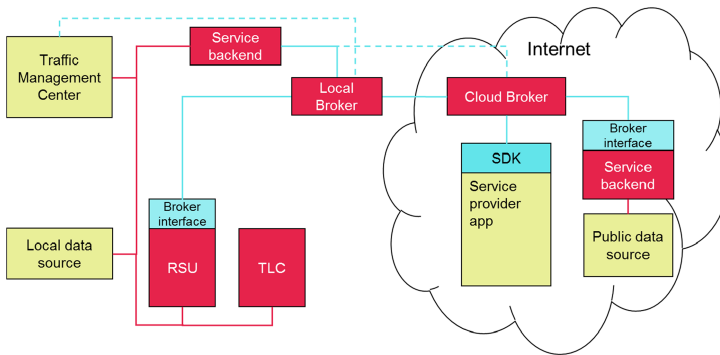 Internet
Service
backend
Traffic
Management
Center
Local
Broker
Cloud Broker
Broker
interface
SDK
Service
backend
Service
provider
app
Broker
interface
Local data
source
RSU
TLC
Public data
source